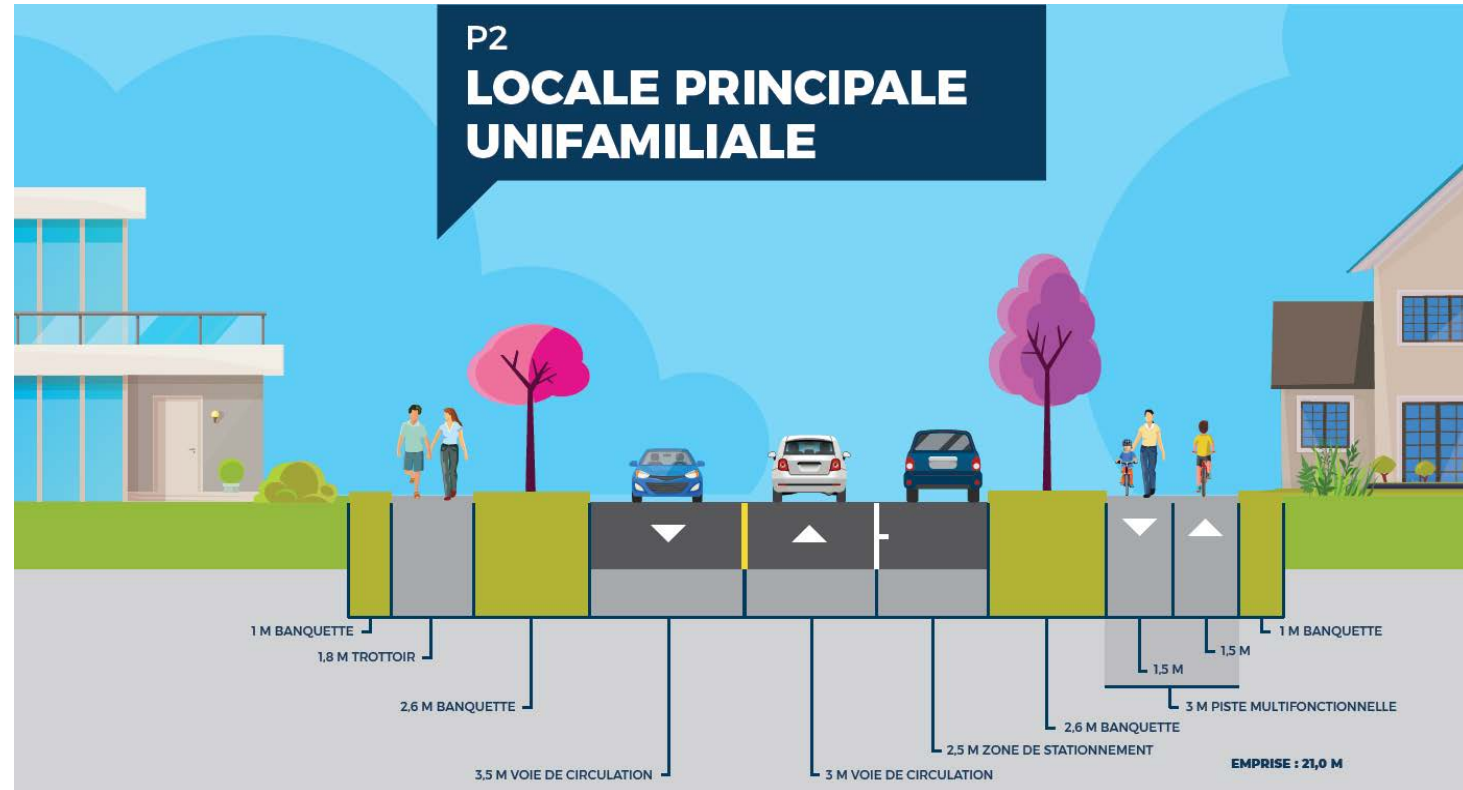 P2
LOCALE PRINCIPALE
UNIFAMILIALE
1 M BANQUETTE
1,8 M TROTTOIR
2,6 M BANQUETTE
3,5 M VOIE DE CIRCULATION
3 M VOIE DE CIRCULATION
2,5 M ZONE DE STATIONNEMENT
2,6 M BANQUETTE
1,5 M
1,5 M
3 M PISTE MULTIFONCTIONNELLE
1 M BANQUETTE
EMPRISE : 21,0 M